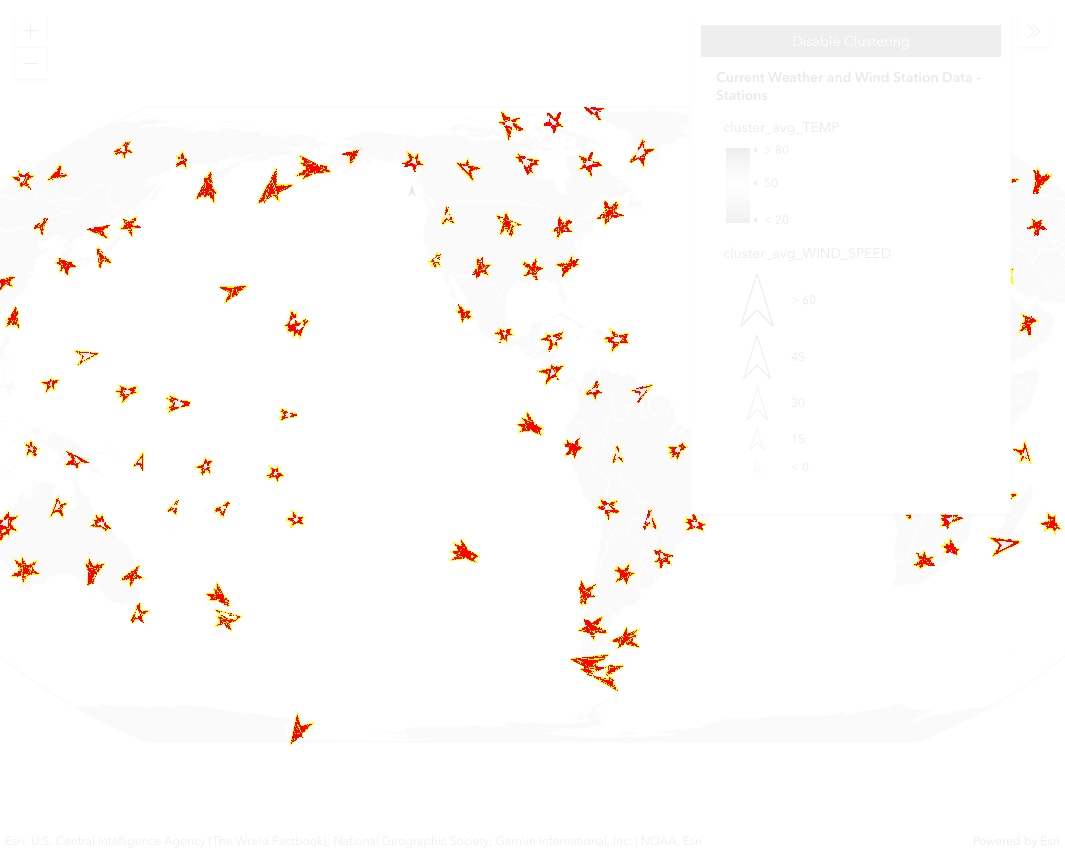 +
−
Disable Clustering
Current Weather and Wind Station Data -
Stations
cluster_avg_TEMP
> 80
50
< 20
cluster_avg_WIND_SPEED
> 60
45
30
15
< 0
Esri; U.S. Central Intelligence Agency (The World Factbook); National Geographic Society; Garmin International, Inc. | NOAA, Esri
Powered by Esri